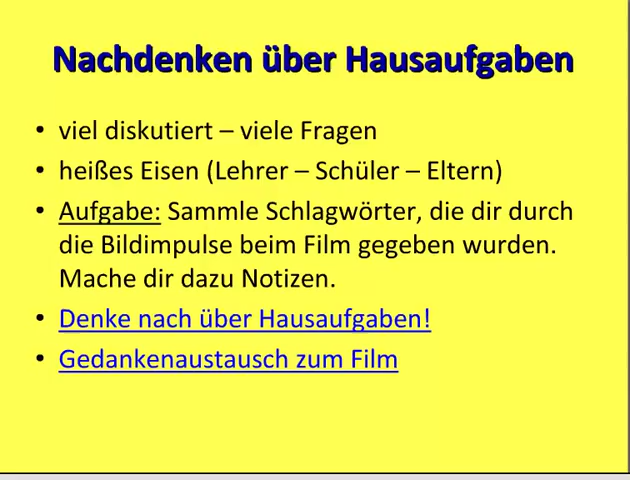 Nachdenken über Hausaufgaben
• viel diskutiert – viele Fragen
• heißes Eisen (Lehrer – Schüler – Eltern)
• Aufgabe: Sammle Schlagwörter, die dir durch
die Bildimpulse beim Film gegeben wurden.
Mache dir dazu Notizen.
• Denke nach über Hausaufgaben!
• Gedankenaustausch zum Film